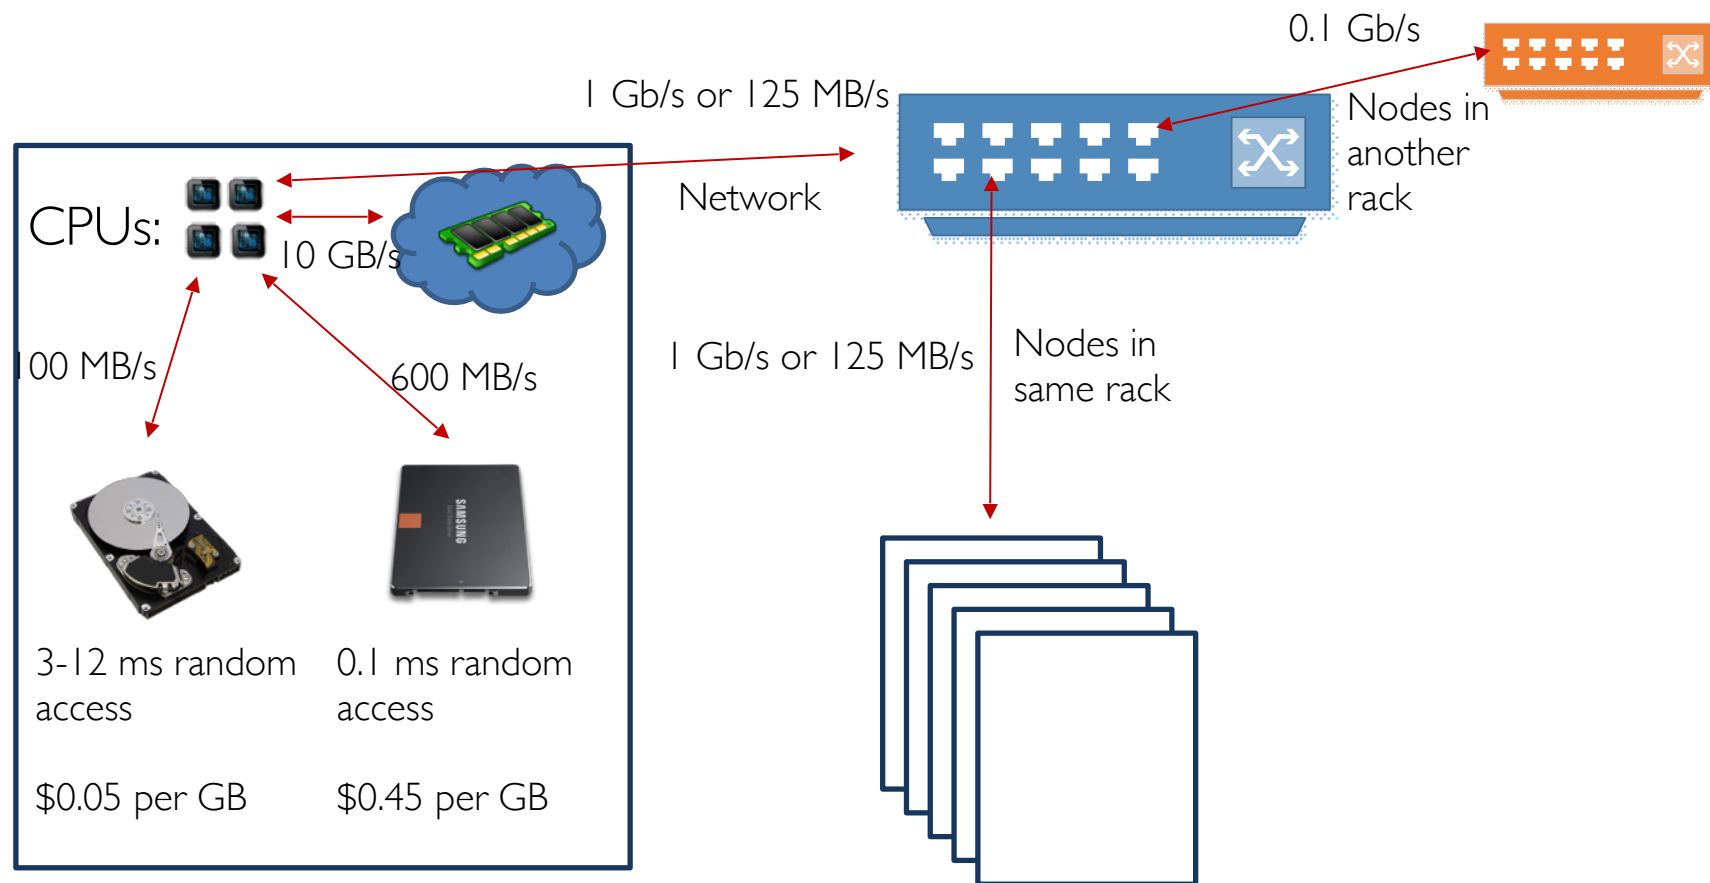 0.1 Gb/s
1 Gb/s or 125 MB/s
Nodes in
another
rack
Network
CPUs:
10 GB/s
100 MB/s
600 MB/s
1 Gb/s or 125 MB/s
Nodes in
same rack
SAMSUNG
3-12 ms random
access
0.1 ms random
access
$0.05 per GB
$0.45 per GB